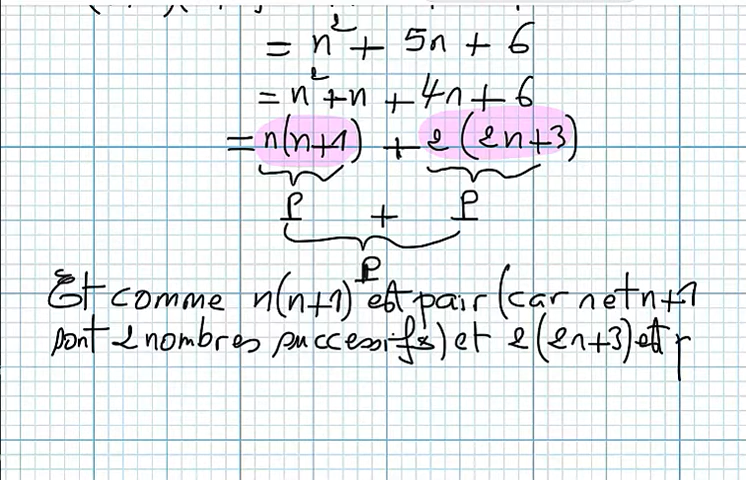 = n² + 5n + 6
= n² + n + 4n + 6
= n(n+1) + 2(2n+3)
P + P
P
Et comme n(n+1) est pair (car n et n+1
sont 2 nombres successifs) et 2(2n+3) est p